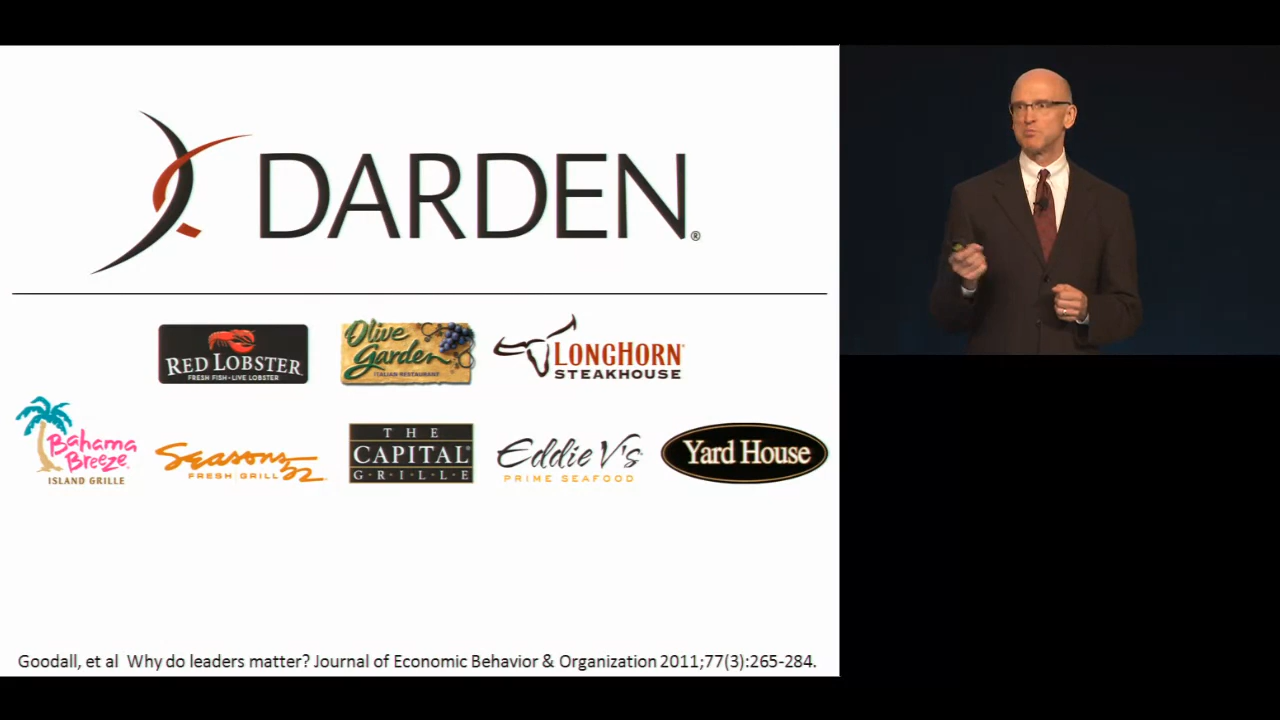 DARDEN®
RED LOBSTER®
FRESH FISH • LIVE LOBSTER
Olive
Garden
ITALIAN RESTAURANT
LONGHORN®
STEAKHOUSE
Bahama
Breeze®
ISLAND GRILLE
Seasons 52
FRESH GRILL
THE
CAPITAL®
G·R·I·L·L·E
Eddie V's
PRIME SEAFOOD
Yard House
Goodall, et al  Why do leaders matter? Journal of Economic Behavior & Organization 2011;77(3):265-284.